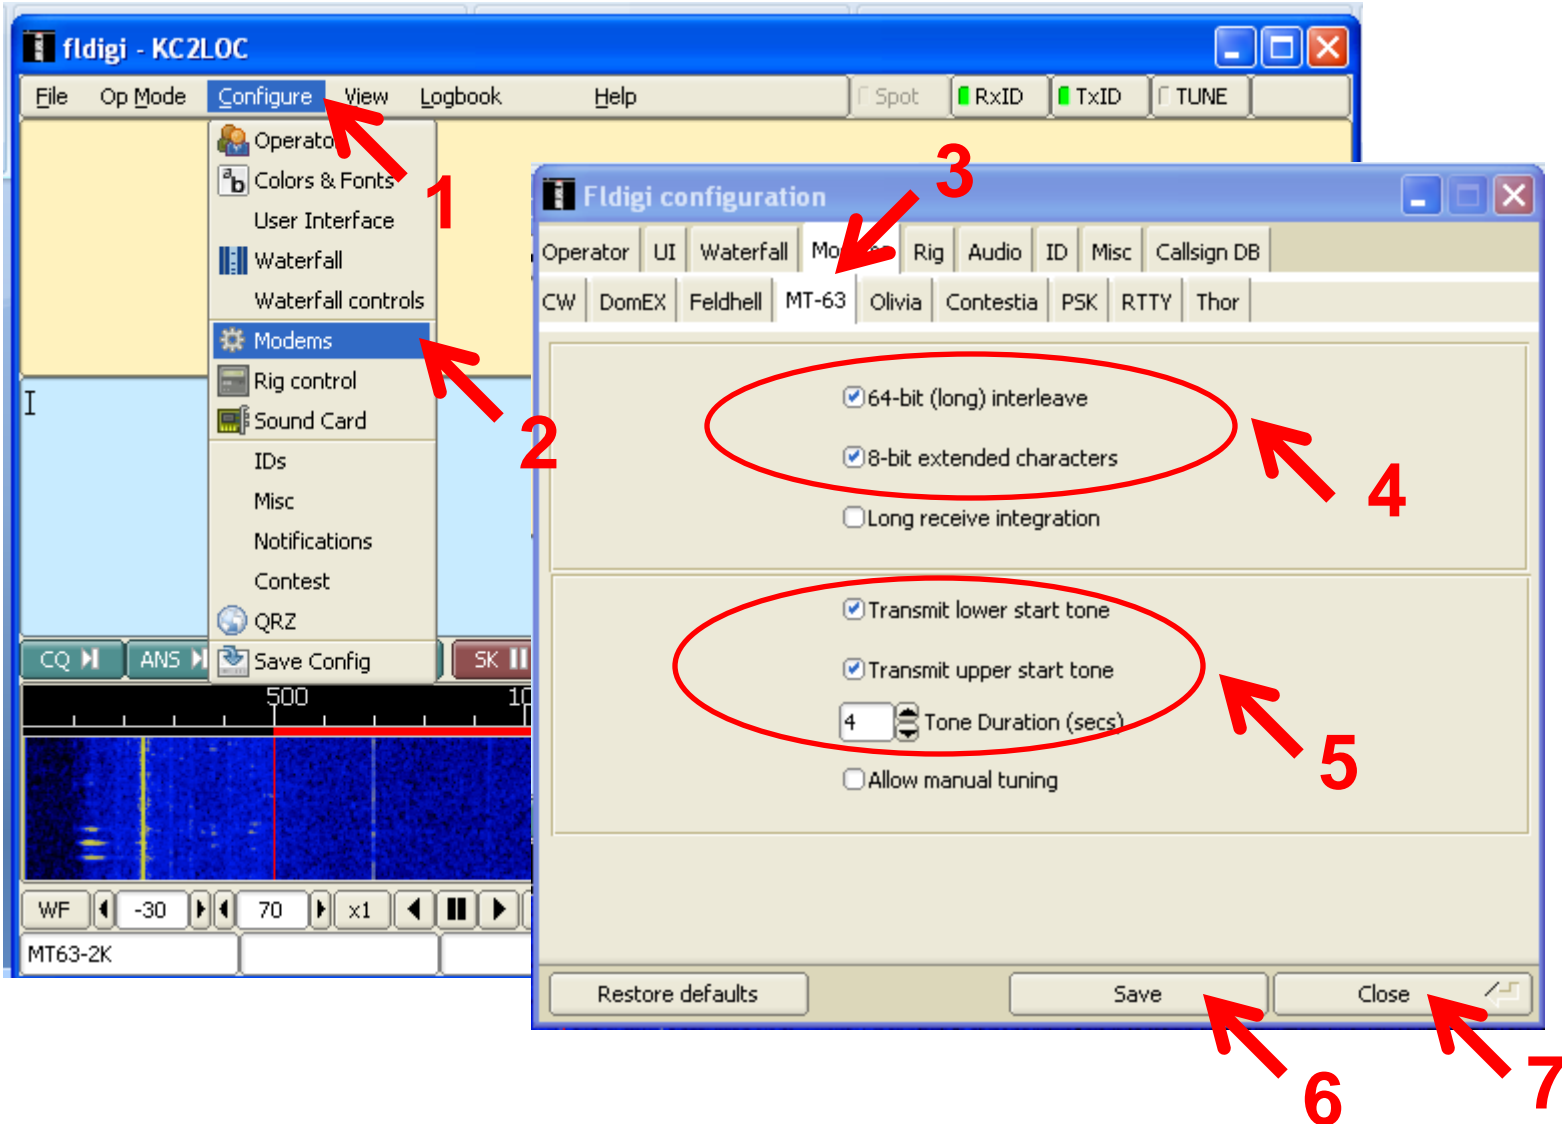 fldigi - KC2LOC
File Op Mode Configure View Logbook Help Spot RxID TxID TUNE
Colors & Fonts
User Interface
Waterfall
Waterfall controls
Modems
Rig control
Sound Card
IDs
Misc
Notifications
Contest
QRZ
Save Config
CQ ANS SK
500
WF -30 70 x1
MT63-2K
1
2
3
Fldigi configuration
Operator UI Waterfall Rig Audio ID Misc Callsign DB
CW DomEX Feldhell MT-63 Olivia Contestia PSK RTTY Thor
64-bit (long) interleave
8-bit extended characters
Long receive integration
4
Transmit lower start tone
Transmit upper start tone
4 Tone Duration (secs)
Allow manual tuning
5
Restore defaults Save Close
6
7